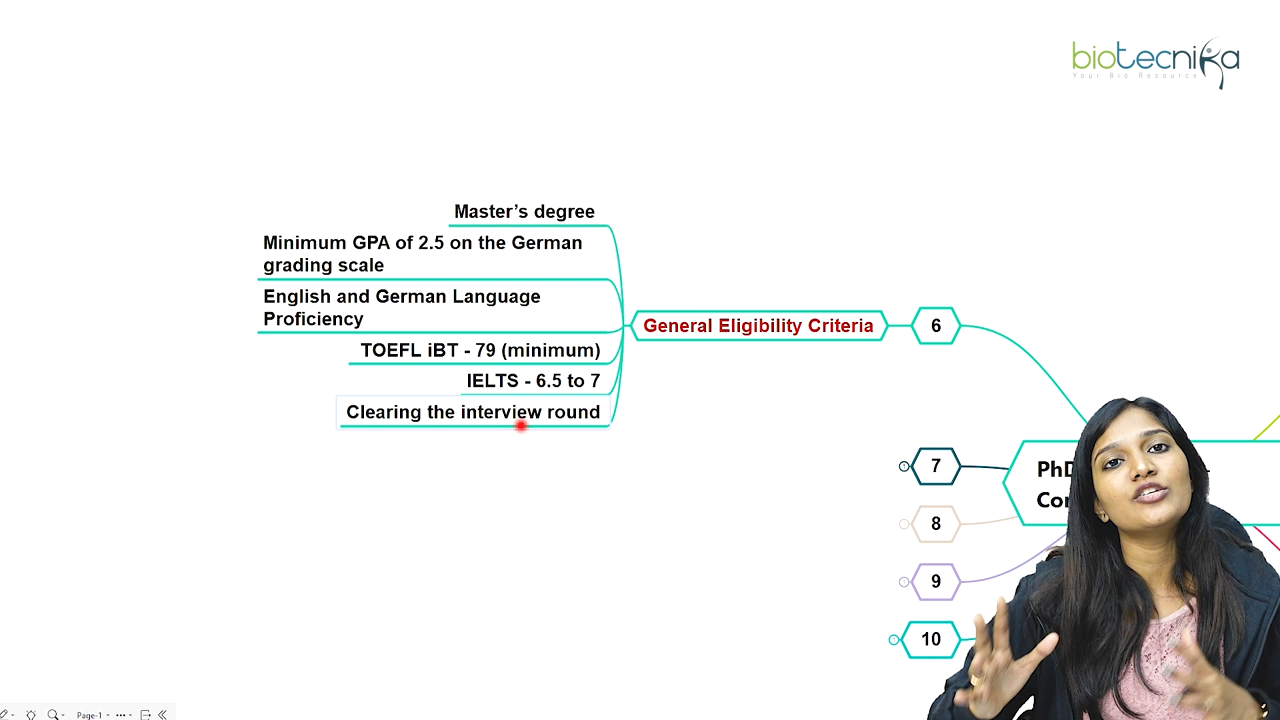 biotecnika
Your Bio Resource
Master's degree
Minimum GPA of 2.5 on the German
grading scale
English and German Language
Proficiency
TOEFL iBT - 79 (minimum)
IELTS - 6.5 to 7
Clearing the interview round
General Eligibility Criteria
6
7
8
9
10
PhD
Page-1